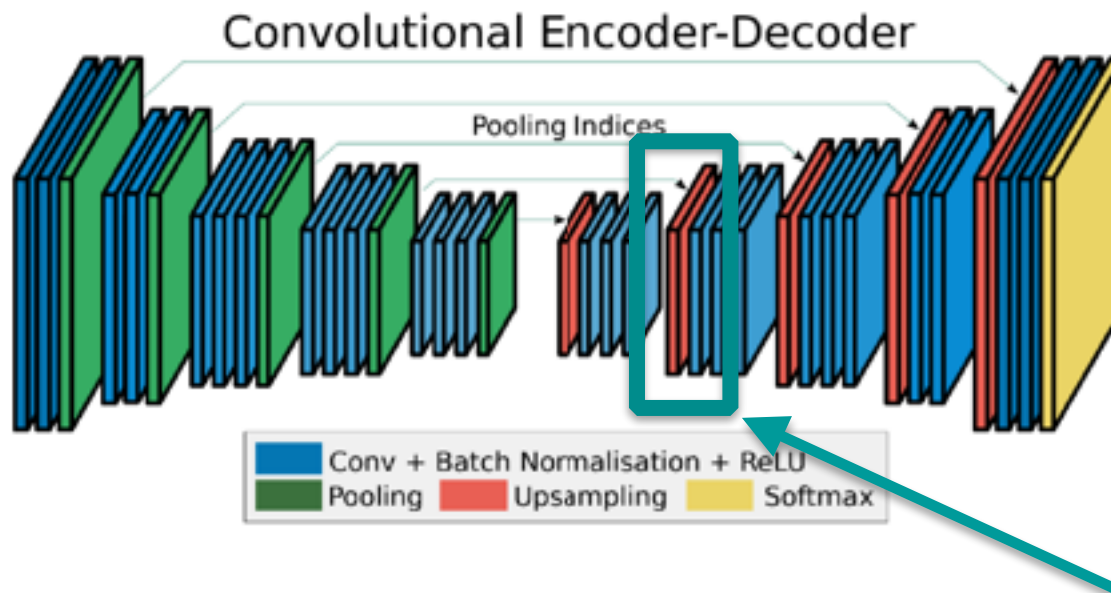 Convolutional Encoder-Decoder
Pooling Indices
Conv + Batch Normalisation + ReLU
Pooling Upsampling Softmax